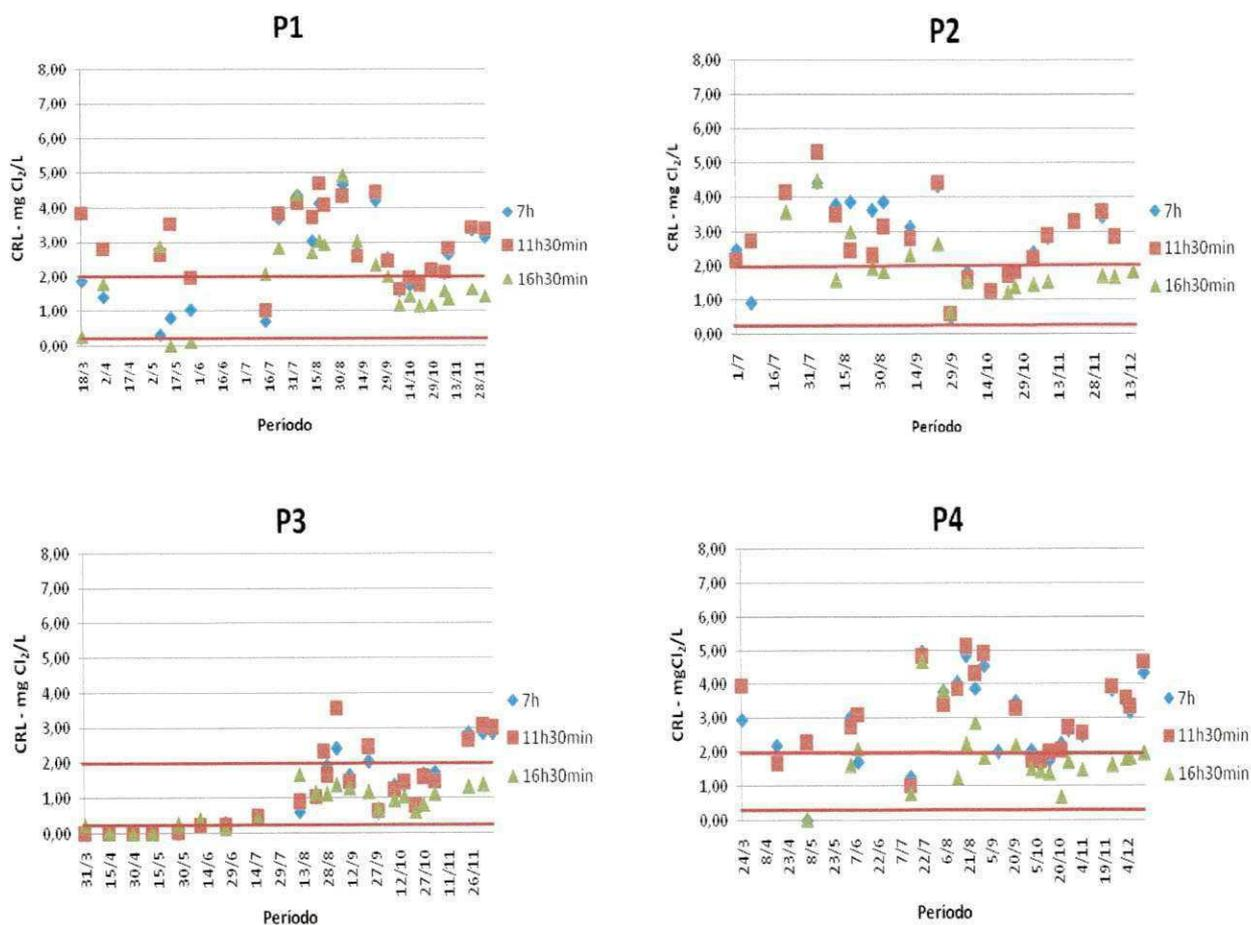 P1
CRL - mg Cl₂/L
8,00
7,00
6,00
5,00
4,00
3,00
2,00
1,00
0,00
18/3 2/4 17/4 2/5 17/5 1/6 16/6 1/7 16/7 31/7 15/8 30/8 14/9 29/9 14/10 29/10 13/11 28/11
Período
7h
11h30min
16h30min
P2
CRL - mg Cl₂/L
8,00
7,00
6,00
5,00
4,00
3,00
2,00
1,00
0,00
1/7 16/7 31/7 15/8 30/8 14/9 29/9 14/10 29/10 13/11 28/11 13/12
Período
7h
11h30min
16h30min
P3
CRL - mg Cl₂/L
8,00
7,00
6,00
5,00
4,00
3,00
2,00
1,00
0,00
31/3 15/4 30/4 15/5 30/5 14/6 29/6 14/7 29/7 13/8 28/8 12/9 27/9 12/10 27/10 11/11 26/11
Período
7h
11h30min
16h30min
P4
CRL - mgCl₂/L
8,00
7,00
6,00
5,00
4,00
3,00
2,00
1,00
0,00
24/3 8/4 23/4 8/5 23/5 7/6 22/6 7/7 22/7 6/8 21/8 5/9 20/9 5/10 20/10 4/11 19/11 4/12
Período
7h
11h30min
16h30min